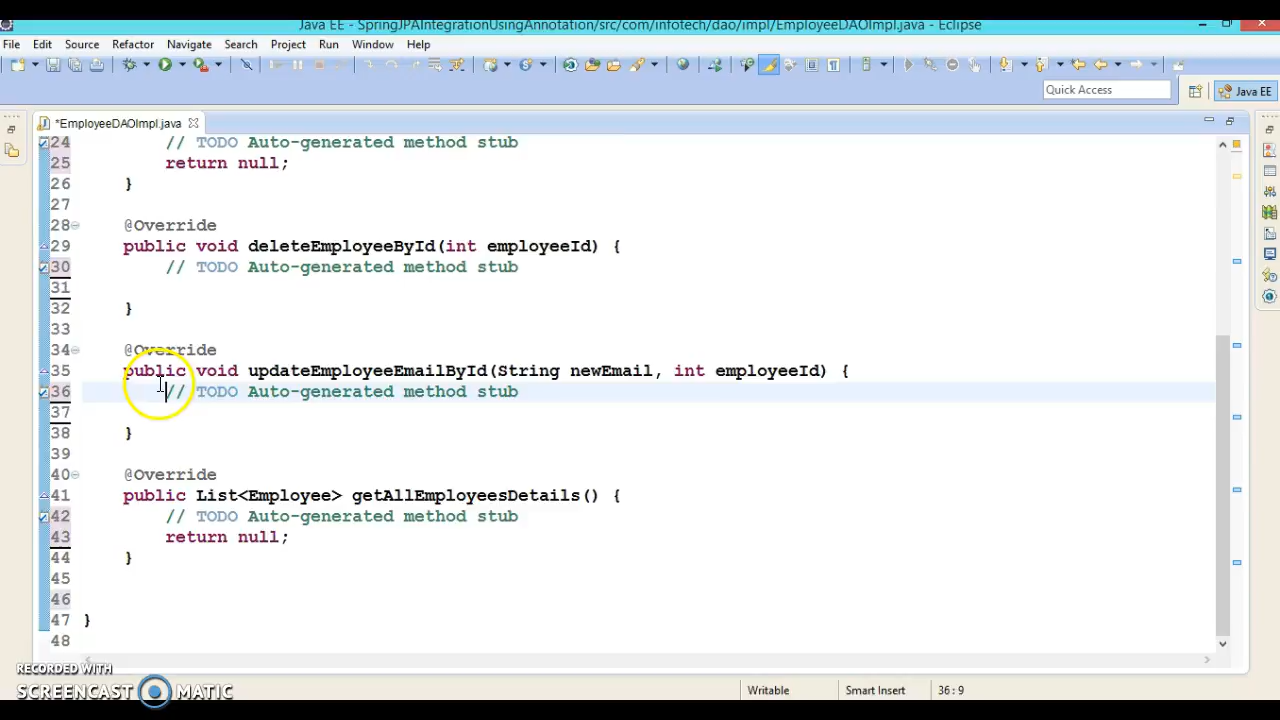 Java EE - SpringJPAIntegrationUsingAnnotation/src/com/infotech/dao/impl/EmployeeDAOImpl.java - Eclipse
File Edit Source Refactor Navigate Search Project Run Window Help
Quick Access
Java EE
*EmployeeDAOImpl.java
24 // TODO Auto-generated method stub
25 return null;
26 }
27
28 @Override
29 public void deleteEmployeeById(int employeeId) {
30 // TODO Auto-generated method stub
31
32 }
33
34 @Override
35 public void updateEmployeeEmailById(String newEmail, int employeeId) {
36 // TODO Auto-generated method stub
37
38 }
39
40 @Override
41 public List<Employee> getAllEmployeesDetails() {
42 // TODO Auto-generated method stub
43 return null;
44 }
45
46
47 }
48
RECORDED WITH
SCREENCAST MATIC
Writable Smart Insert 36 : 9